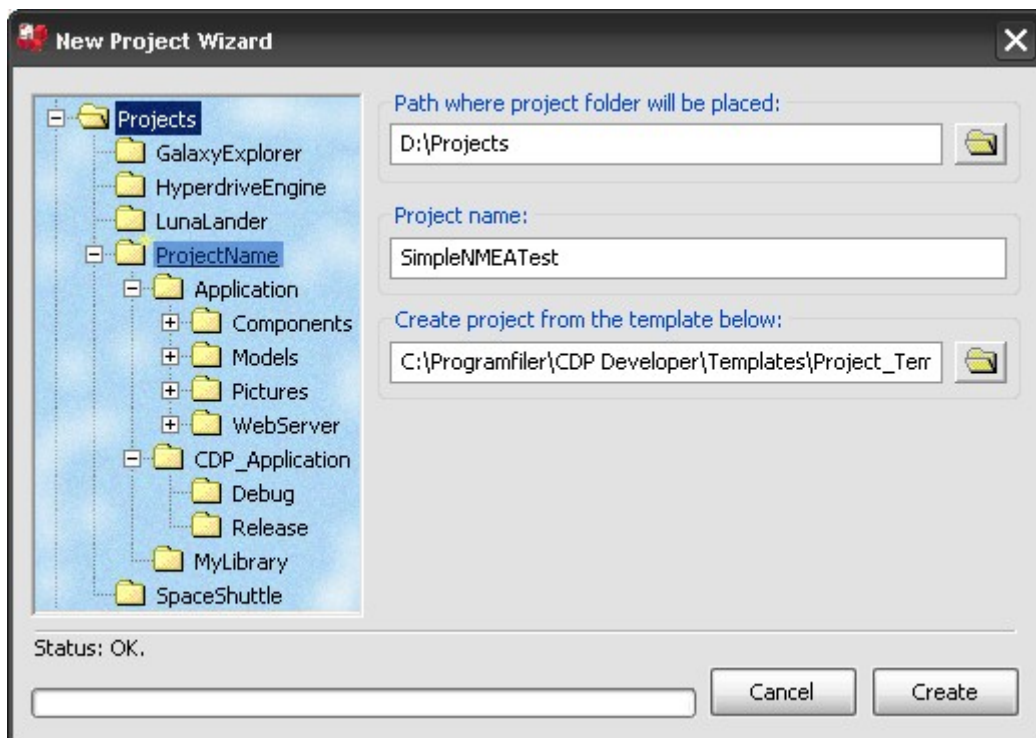 New Project Wizard
Projects
GalaxyExplorer
HyperdriveEngine
LunaLander
ProjectName
Application
Components
Models
Pictures
WebServer
CDP_Application
Debug
Release
MyLibrary
SpaceShuttle
Path where project folder will be placed:
D:\Projects
Project name:
SimpleNMEATest
Create project from the template below:
C:\Programfiler\CDP Developer\Templates\Project_Tem
Status: OK.
Cancel
Create